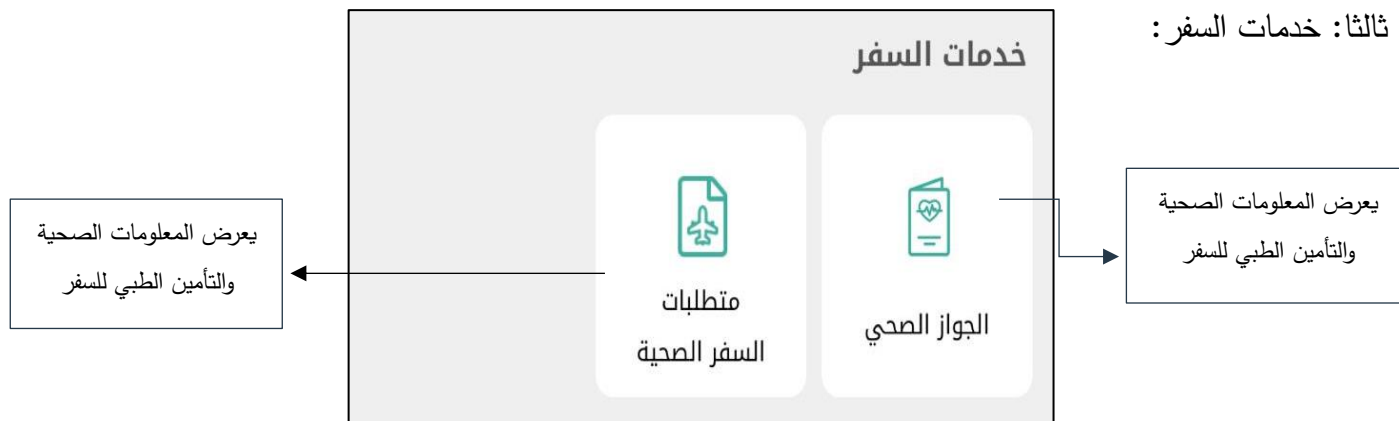 ثالثا: خدمات السفر:
خدمات السفر
يعرض المعلومات الصحية
والتأمين الطبي للسفر
الجواز الصحي
متطلبات
السفر الصحية
يعرض المعلومات الصحية
والتأمين الطبي للسفر